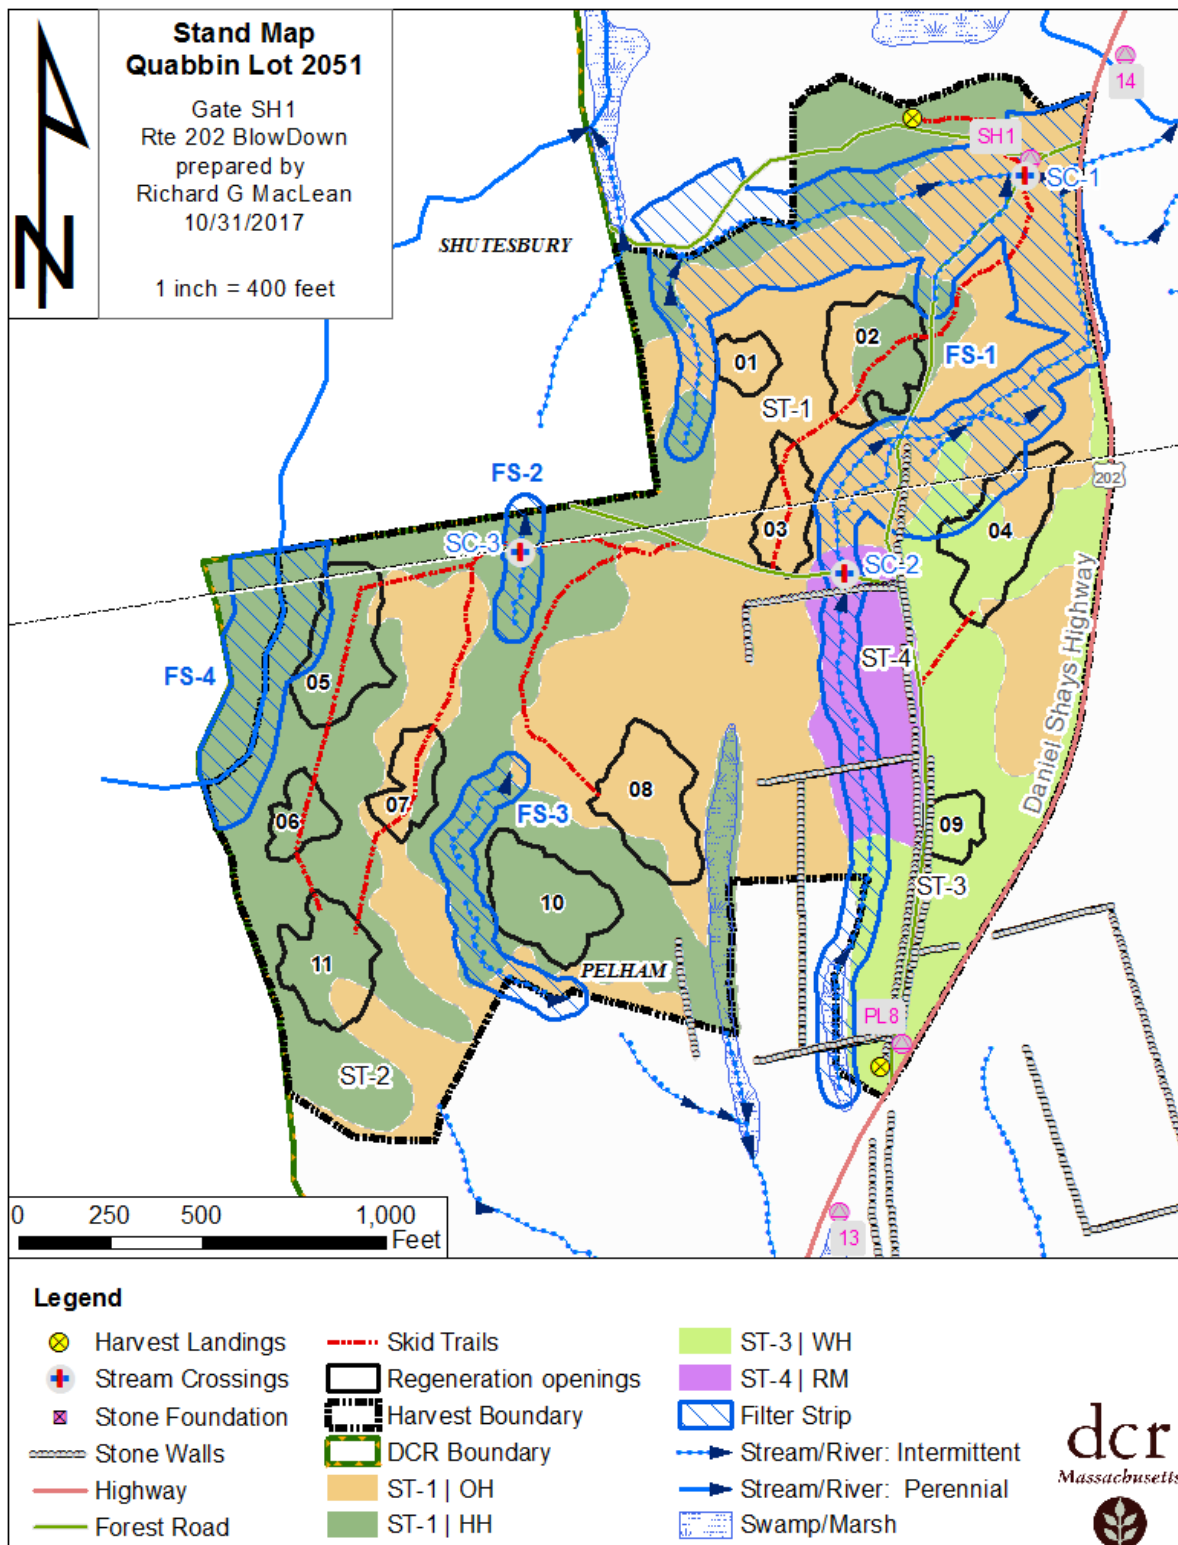 Stand Map
Quabbin Lot 2051
Gate SH1
Rte 202 BlowDown
prepared by
Richard G MacLean
10/31/2017
1 inch = 400 feet
N
14
SH1
SC-1
SHUTESBURY
02
01
FS-1
ST-1
FS-2
202
03
04
SC-3
SC-2
ST-4
FS-4
05
Daniel Shays Highway
08
07
06
FS-3
09
ST-3
10
11
PELHAM
PL8
ST-2
13
0 250 500 1,000
Feet
Legend
Harvest Landings
Stream Crossings
Stone Foundation
Stone Walls
Highway
Forest Road
Skid Trails
Regeneration openings
Harvest Boundary
DCR Boundary
ST-1 | OH
ST-1 | HH
ST-3 | WH
ST-4 | RM
Filter Strip
Stream/River: Intermittent
Stream/River: Perennial
Swamp/Marsh
dcr
Massachusetts